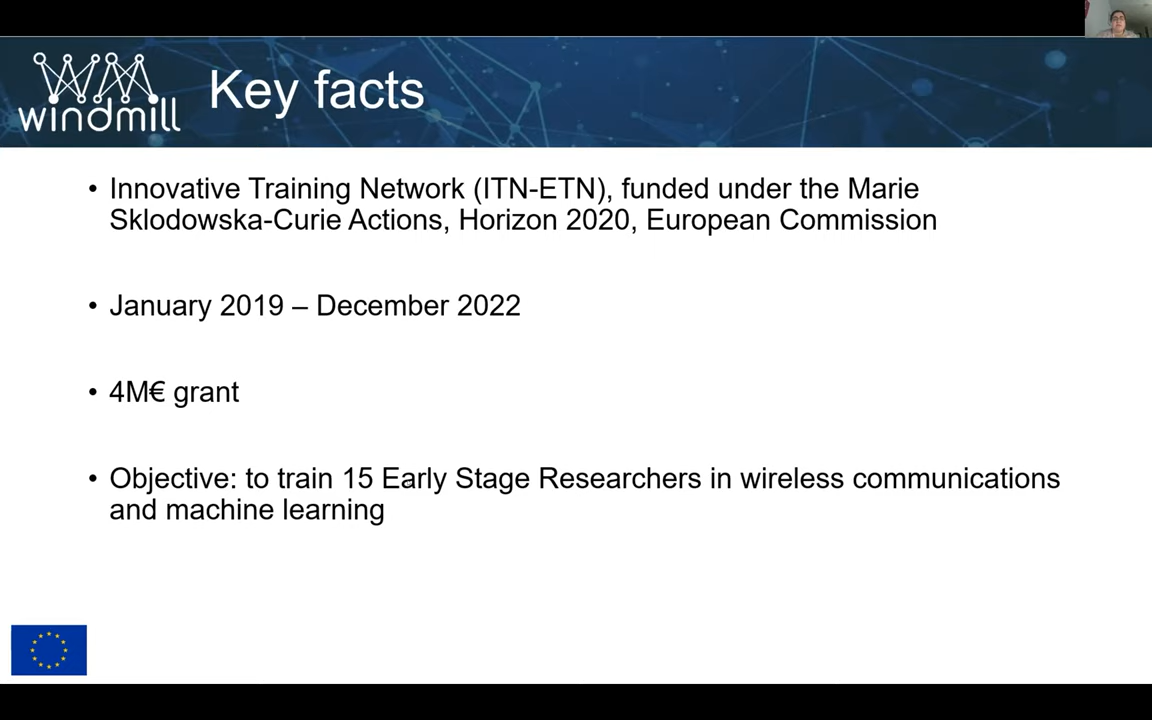 windmill
Key facts
• Innovative Training Network (ITN-ETN), funded under the Marie
Sklodowska-Curie Actions, Horizon 2020, European Commission
• January 2019 – December 2022
• 4M€ grant
• Objective: to train 15 Early Stage Researchers in wireless communications
and machine learning